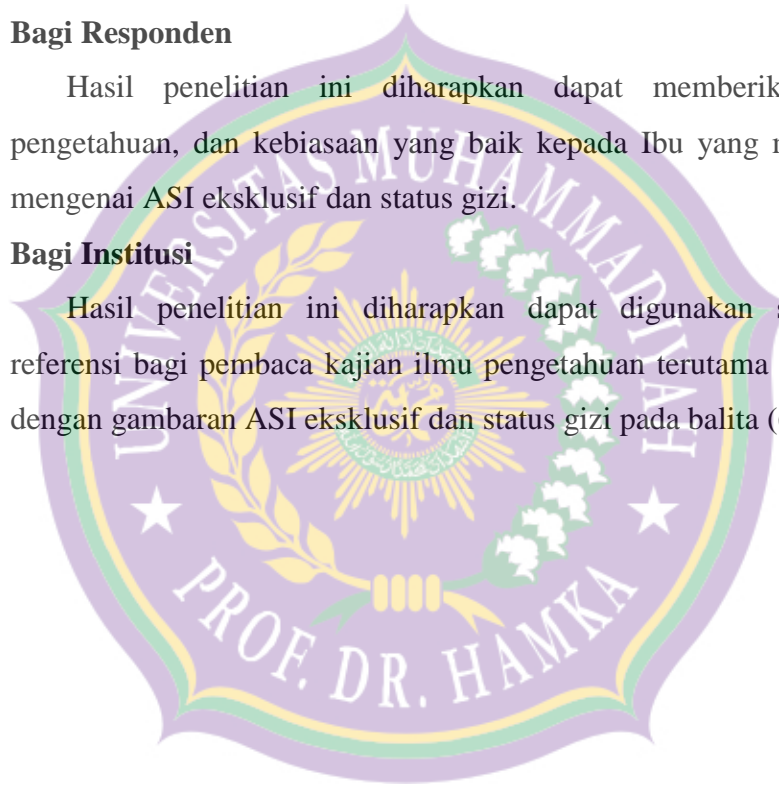 Bagi Responden
Hasil penelitian ini diharapkan dapat memberik
pengetahuan, dan kebiasaan yang baik kepada Ibu yang
mengenai ASI eksklusif dan status gizi.
Bagi Institusi
Hasil penelitian ini diharapkan dapat digunakan s
referensi bagi pembaca kajian ilmu pengetahuan terutama
dengan gambaran ASI eksklusif dan status gizi pada balita (
UNIVERSITAS MUHAMMADIYAH
PROF. DR. HAMKA